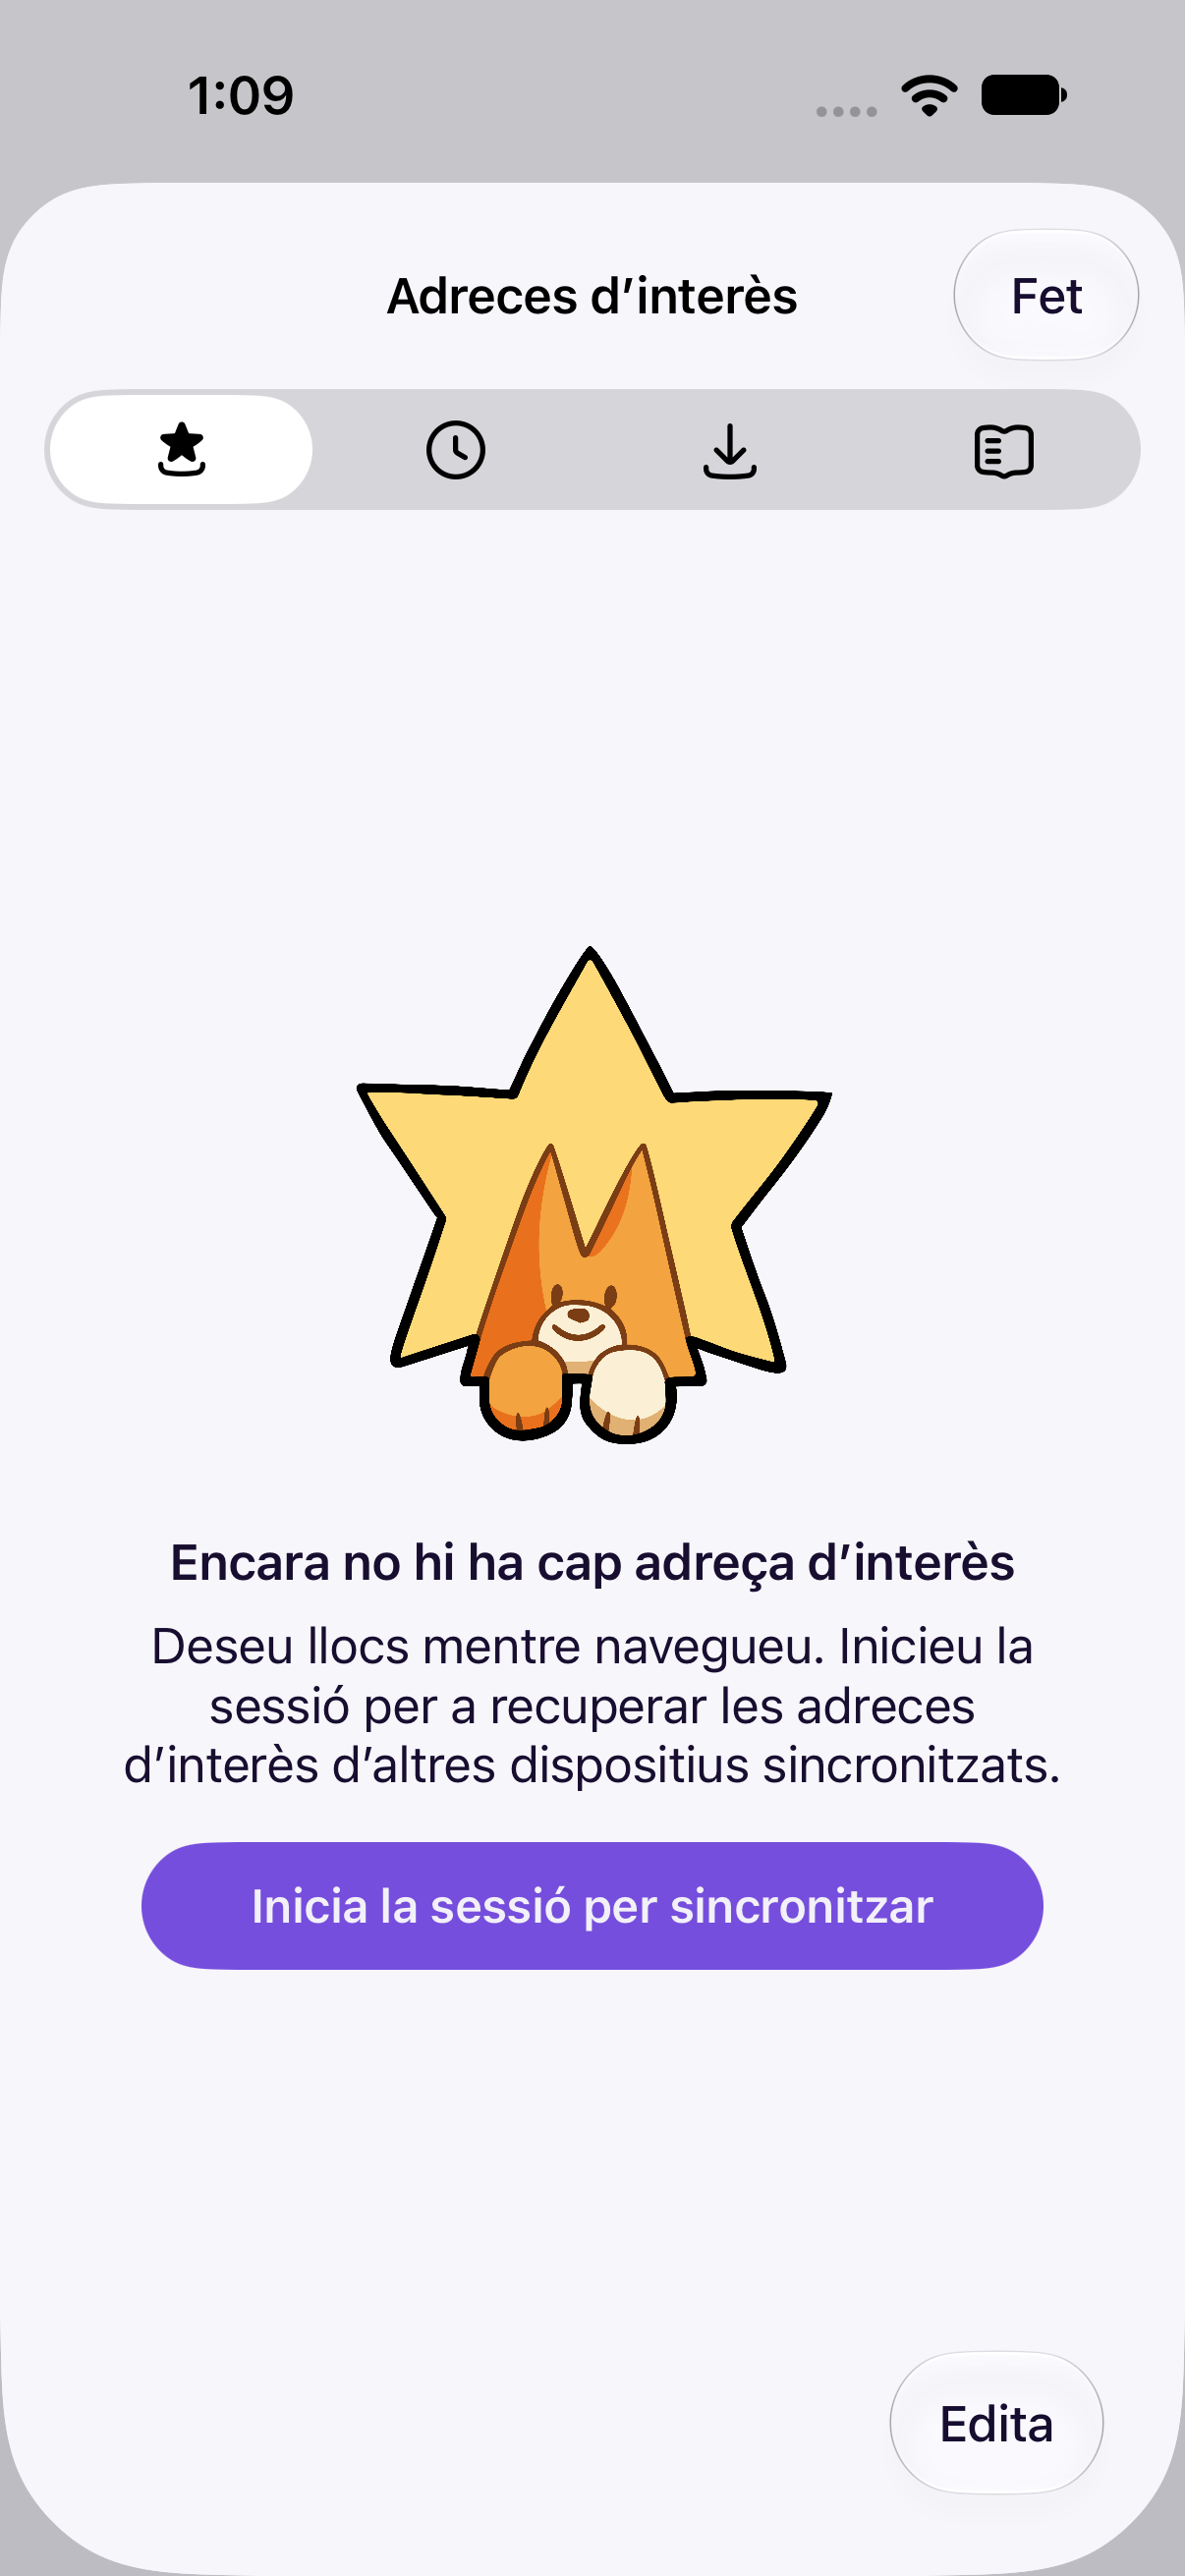 1:09
Adreces d’interès
Fet
Encara no hi ha cap adreça d’interès
Deseu llocs mentre navegueu. Inicieu la
sessió per a recuperar les adreces
d’interès d’altres dispositius sincronitzats.
Inicia la sessió per sincronitzar
Edita